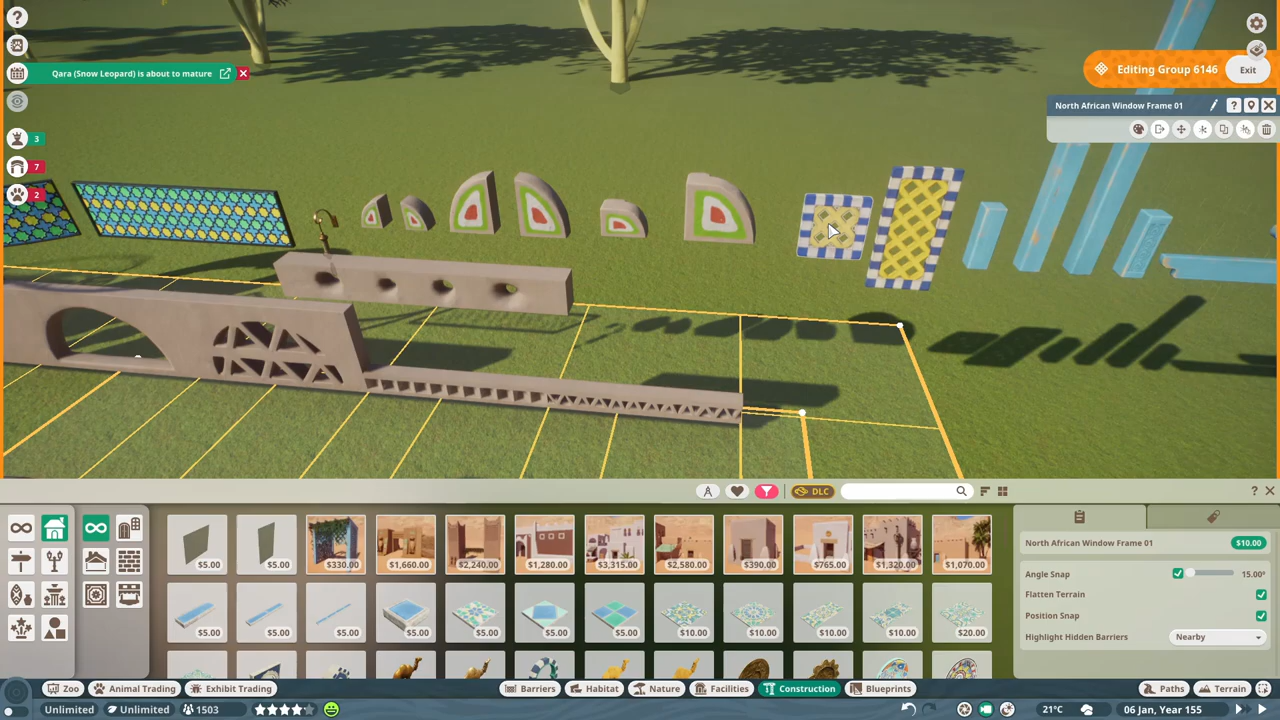 ?
Qara (Snow Leopard) is about to mature
3
7
2
Editing Group 6146
Exit
North African Window Frame 01
?
DLC
?
$5.00
$5.00
$330.00
$1,660.00
$2,240.00
$1,280.00
$3,315.00
$2,580.00
$390.00
$765.00
$1,320.00
$1,070.00
$5.00
$5.00
$5.00
$5.00
$5.00
$5.00
$5.00
$10.00
$10.00
$10.00
$10.00
$20.00
North African Window Frame 01
$10.00
Angle Snap
15.00°
Flatten Terrain
Position Snap
Highlight Hidden Barriers
Nearby
Zoo
Animal Trading
Exhibit Trading
Barriers
Habitat
Nature
Facilities
Construction
Blueprints
Paths
Terrain
Unlimited
Unlimited
1503
21°C
06 Jan, Year 155